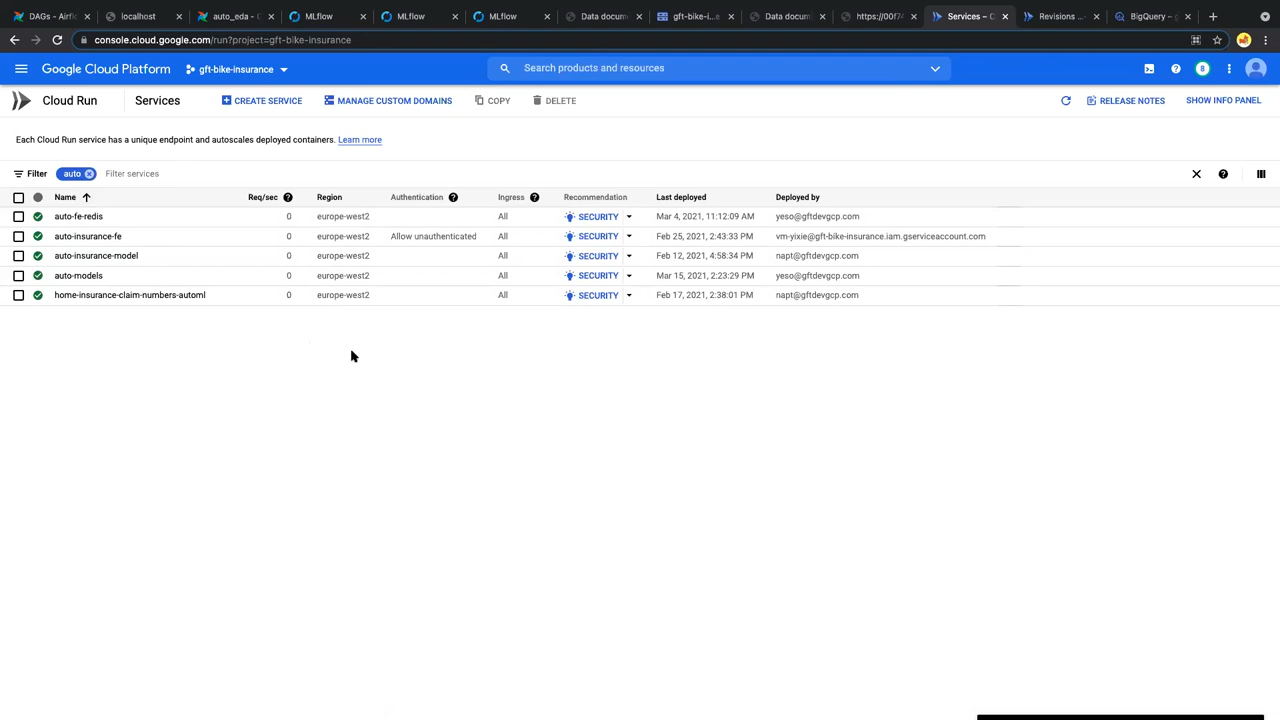 DAGs - Airfl
localhost
auto_eda - 
MLflow
MLflow
MLflow
Data docum
gft-bike-i...e
Data docum
https://00f74
Services – C
Revisions ...
BigQuery –
console.cloud.google.com/run?project=gft-bike-insurance
Google Cloud Platform
gft-bike-insurance
Search products and resources
8
Cloud Run
Services
CREATE SERVICE
MANAGE CUSTOM DOMAINS
COPY
DELETE
RELEASE NOTES
SHOW INFO PANEL
Each Cloud Run service has a unique endpoint and autoscales deployed containers. Learn more
Filter auto Filter services
Name Req/sec Region Authentication Ingress Recommendation Last deployed Deployed by
auto-fe-redis 0 europe-west2 All SECURITY Mar 4, 2021, 11:12:09 AM yeso@gftdevgcp.com
auto-insurance-fe 0 europe-west2 Allow unauthenticated All SECURITY Feb 25, 2021, 2:43:33 PM vm-yixie@gft-bike-insurance.iam.gserviceaccount.com
auto-insurance-model 0 europe-west2 All SECURITY Feb 12, 2021, 4:58:34 PM napt@gftdevgcp.com
auto-models 0 europe-west2 All SECURITY Mar 15, 2021, 2:23:29 PM yeso@gftdevgcp.com
home-insurance-claim-numbers-automl 0 europe-west2 All SECURITY Feb 17, 2021, 2:38:01 PM napt@gftdevgcp.com